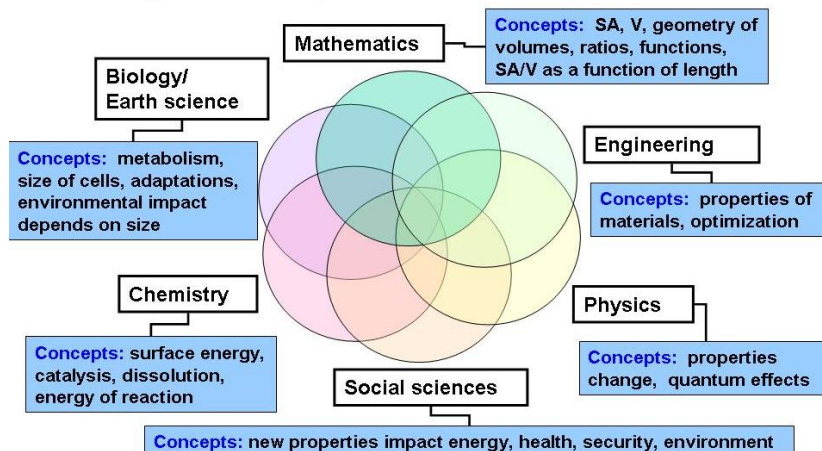 Mathematics
Concepts: SA, V, geometry of
volumes, ratios, functions,
SA/V as a function of length
Biology/
Earth science
Concepts: metabolism,
size of cells, adaptations,
environmental impact
depends on size
Engineering
Concepts: properties of
materials, optimization
Chemistry
Concepts: surface energy,
catalysis, dissolution,
energy of reaction
Physics
Concepts: properties
change, quantum effects
Social sciences
Concepts: new properties impact energy, health, security, environment